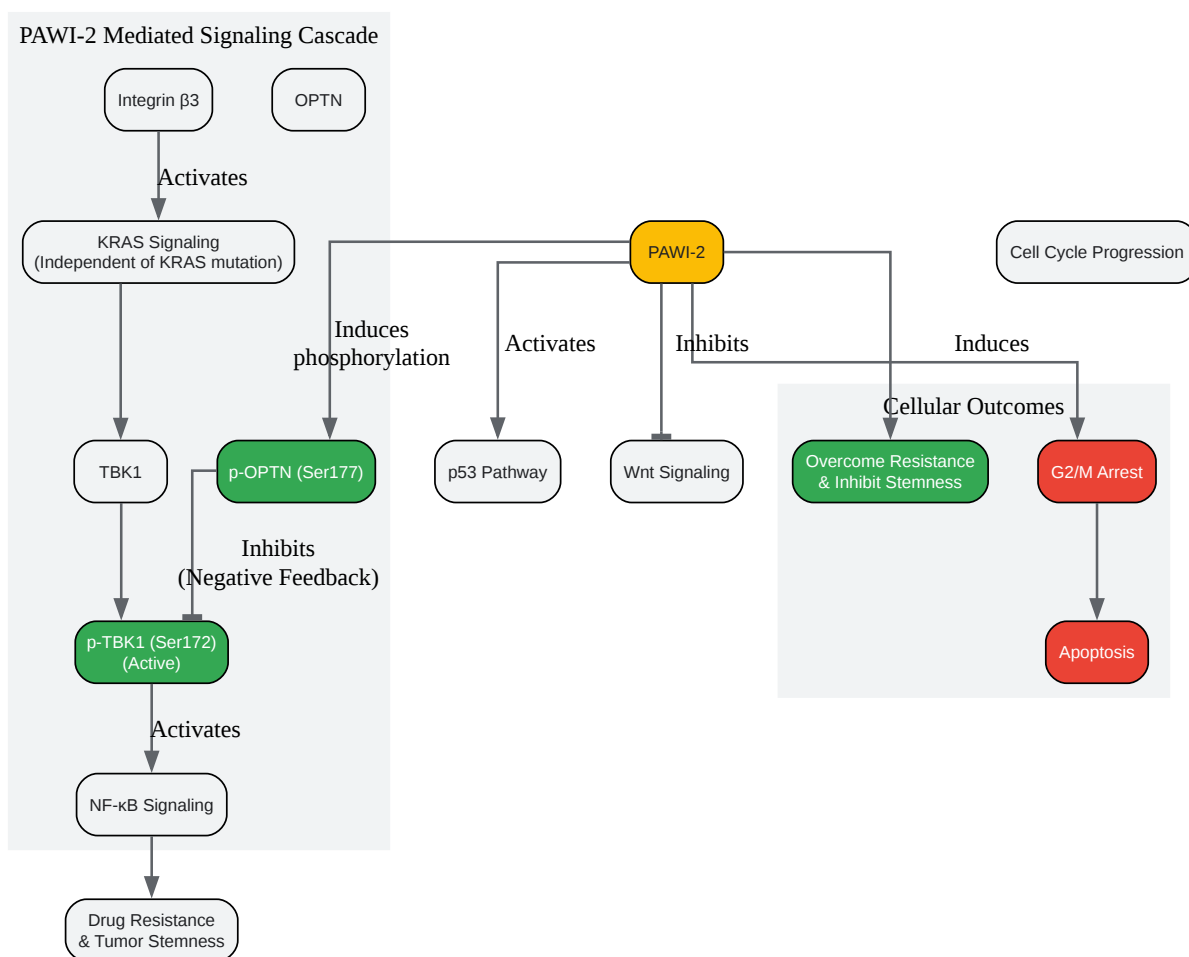 PAWI-2 Mediated Signaling Cascade
Integrin β3
OPTN
Activates
KRAS Signaling
(Independent of KRAS mutation)
PAWI-2
Cell Cycle Progression
Induces
phosphorylation
Activates
Inhibits
Induces
Cellular Outcomes
TBK1
p-OPTN (Ser177)
p53 Pathway
Wnt Signaling
Overcome Resistance
& Inhibit Stemness
G2/M Arrest
Inhibits
(Negative Feedback)
p-TBK1 (Ser172)
(Active)
Apoptosis
Activates
NF-κB Signaling
Drug Resistance
& Tumor Stemness